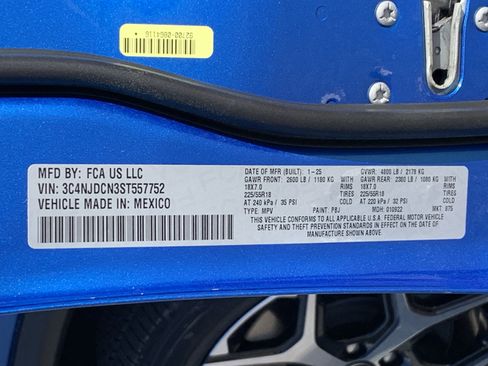 52700-08G4116
MFD BY: FCA US LLC
VIN: 3C4NJDCN3ST557752
VEHICLE MADE IN: MEXICO
DATE OF MFR (BUILT) 1-25 GVWR: 4800 LB / 2178 KG
GAWR FRONT: 2600 LB / 1180 KG GAWR REAR: 2380 LB / 1080 KG
18X7.0 RIMS 18X7.0 RIMS
225/55R18 TIRES 225/55R18 TIRES
AT 240 kPa / 35 PSI COLD AT 220 kPa / 32 PSI COLD
TYPE: MPV PAINT: PBJ MDH: 010922 MKT: 875
THIS VEHICLE CONFORMS TO ALL APPLICABLE U.S.A. FEDERAL MOTOR VEHICLE
SAFETY AND THEFT PREVENTION STANDARDS IN EFFECT ON THE DATE OF
MANUFACTURE SHOWN ABOVE.